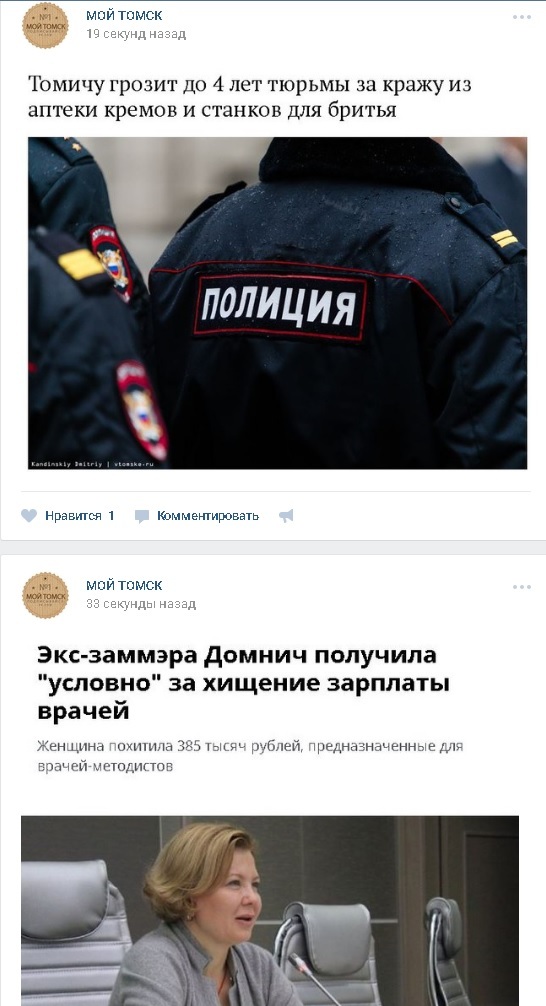 №1
МОЙ ТОМСК
МОЙ ТОМСК
19 секунд назад
Томичу грозит до 4 лет тюрьмы за кражу из
аптеки кремов и станков для бритья
ПОЛИЦИЯ
Kandinskiy Dmitriy | vtomske.ru
Нравится 1
Комментировать
№1
МОЙ ТОМСК
МОЙ ТОМСК
33 секунды назад
Экс-заммэра Домнич получила
"условно" за хищение зарплаты
врачей
Женщина похитила 385 тысяч рублей, предназначенные для
врачей-методистов